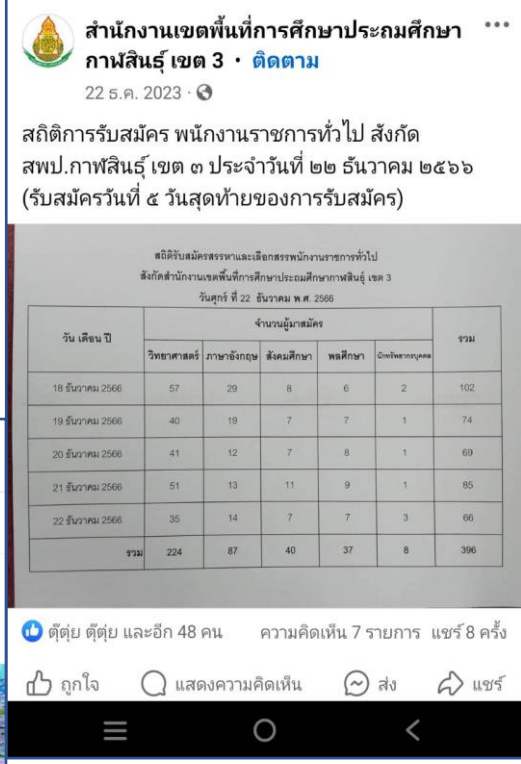 สำนักงานเขตพื้นที่การศึกษาประถมศึกษา
กาฬสินธุ์ เขต 3 · ติดตาม
22 ธ.ค. 2023 ·
สถิติการรับสมัคร พนักงานราชการทั่วไป สังกัด
สพป.กาฬสินธุ์ เขต ๓ ประจำวันที่ ๒๒ ธันวาคม ๒๕๖๖
(รับสมัครวันที่ ๕ วันสุดท้ายของการรับสมัคร)
สถิติรับสมัครสรรหาและเลือกสรรพนักงานราชการทั่วไป
สังกัดสำนักงานเขตพื้นที่การศึกษาประถมศึกษากาฬสินธุ์ เขต 3
วันศุกร์ ที่ 22 ธันวาคม พ.ศ. 2566
วัน เดือน ปี จำนวนผู้มาสมัคร รวม
วิทยาศาสตร์ ภาษาอังกฤษ สังคมศึกษา พลศึกษา นักทรัพยากรบุคคล
18 ธันวาคม 2566 57 29 8 6 2 102
19 ธันวาคม 2566 40 19 7 7 1 74
20 ธันวาคม 2566 41 12 7 8 1 69
21 ธันวาคม 2566 51 13 11 9 1 85
22 ธันวาคม 2566 35 14 7 7 3 66
รวม 224 87 40 37 8 396
ตุ๊ตุ่ย ตุ๊ตุ่ย และอีก 48 คน ความคิดเห็น 7 รายการ แชร์ 8 ครั้ง
ถูกใจ แสดงความคิดเห็น ส่ง แชร์